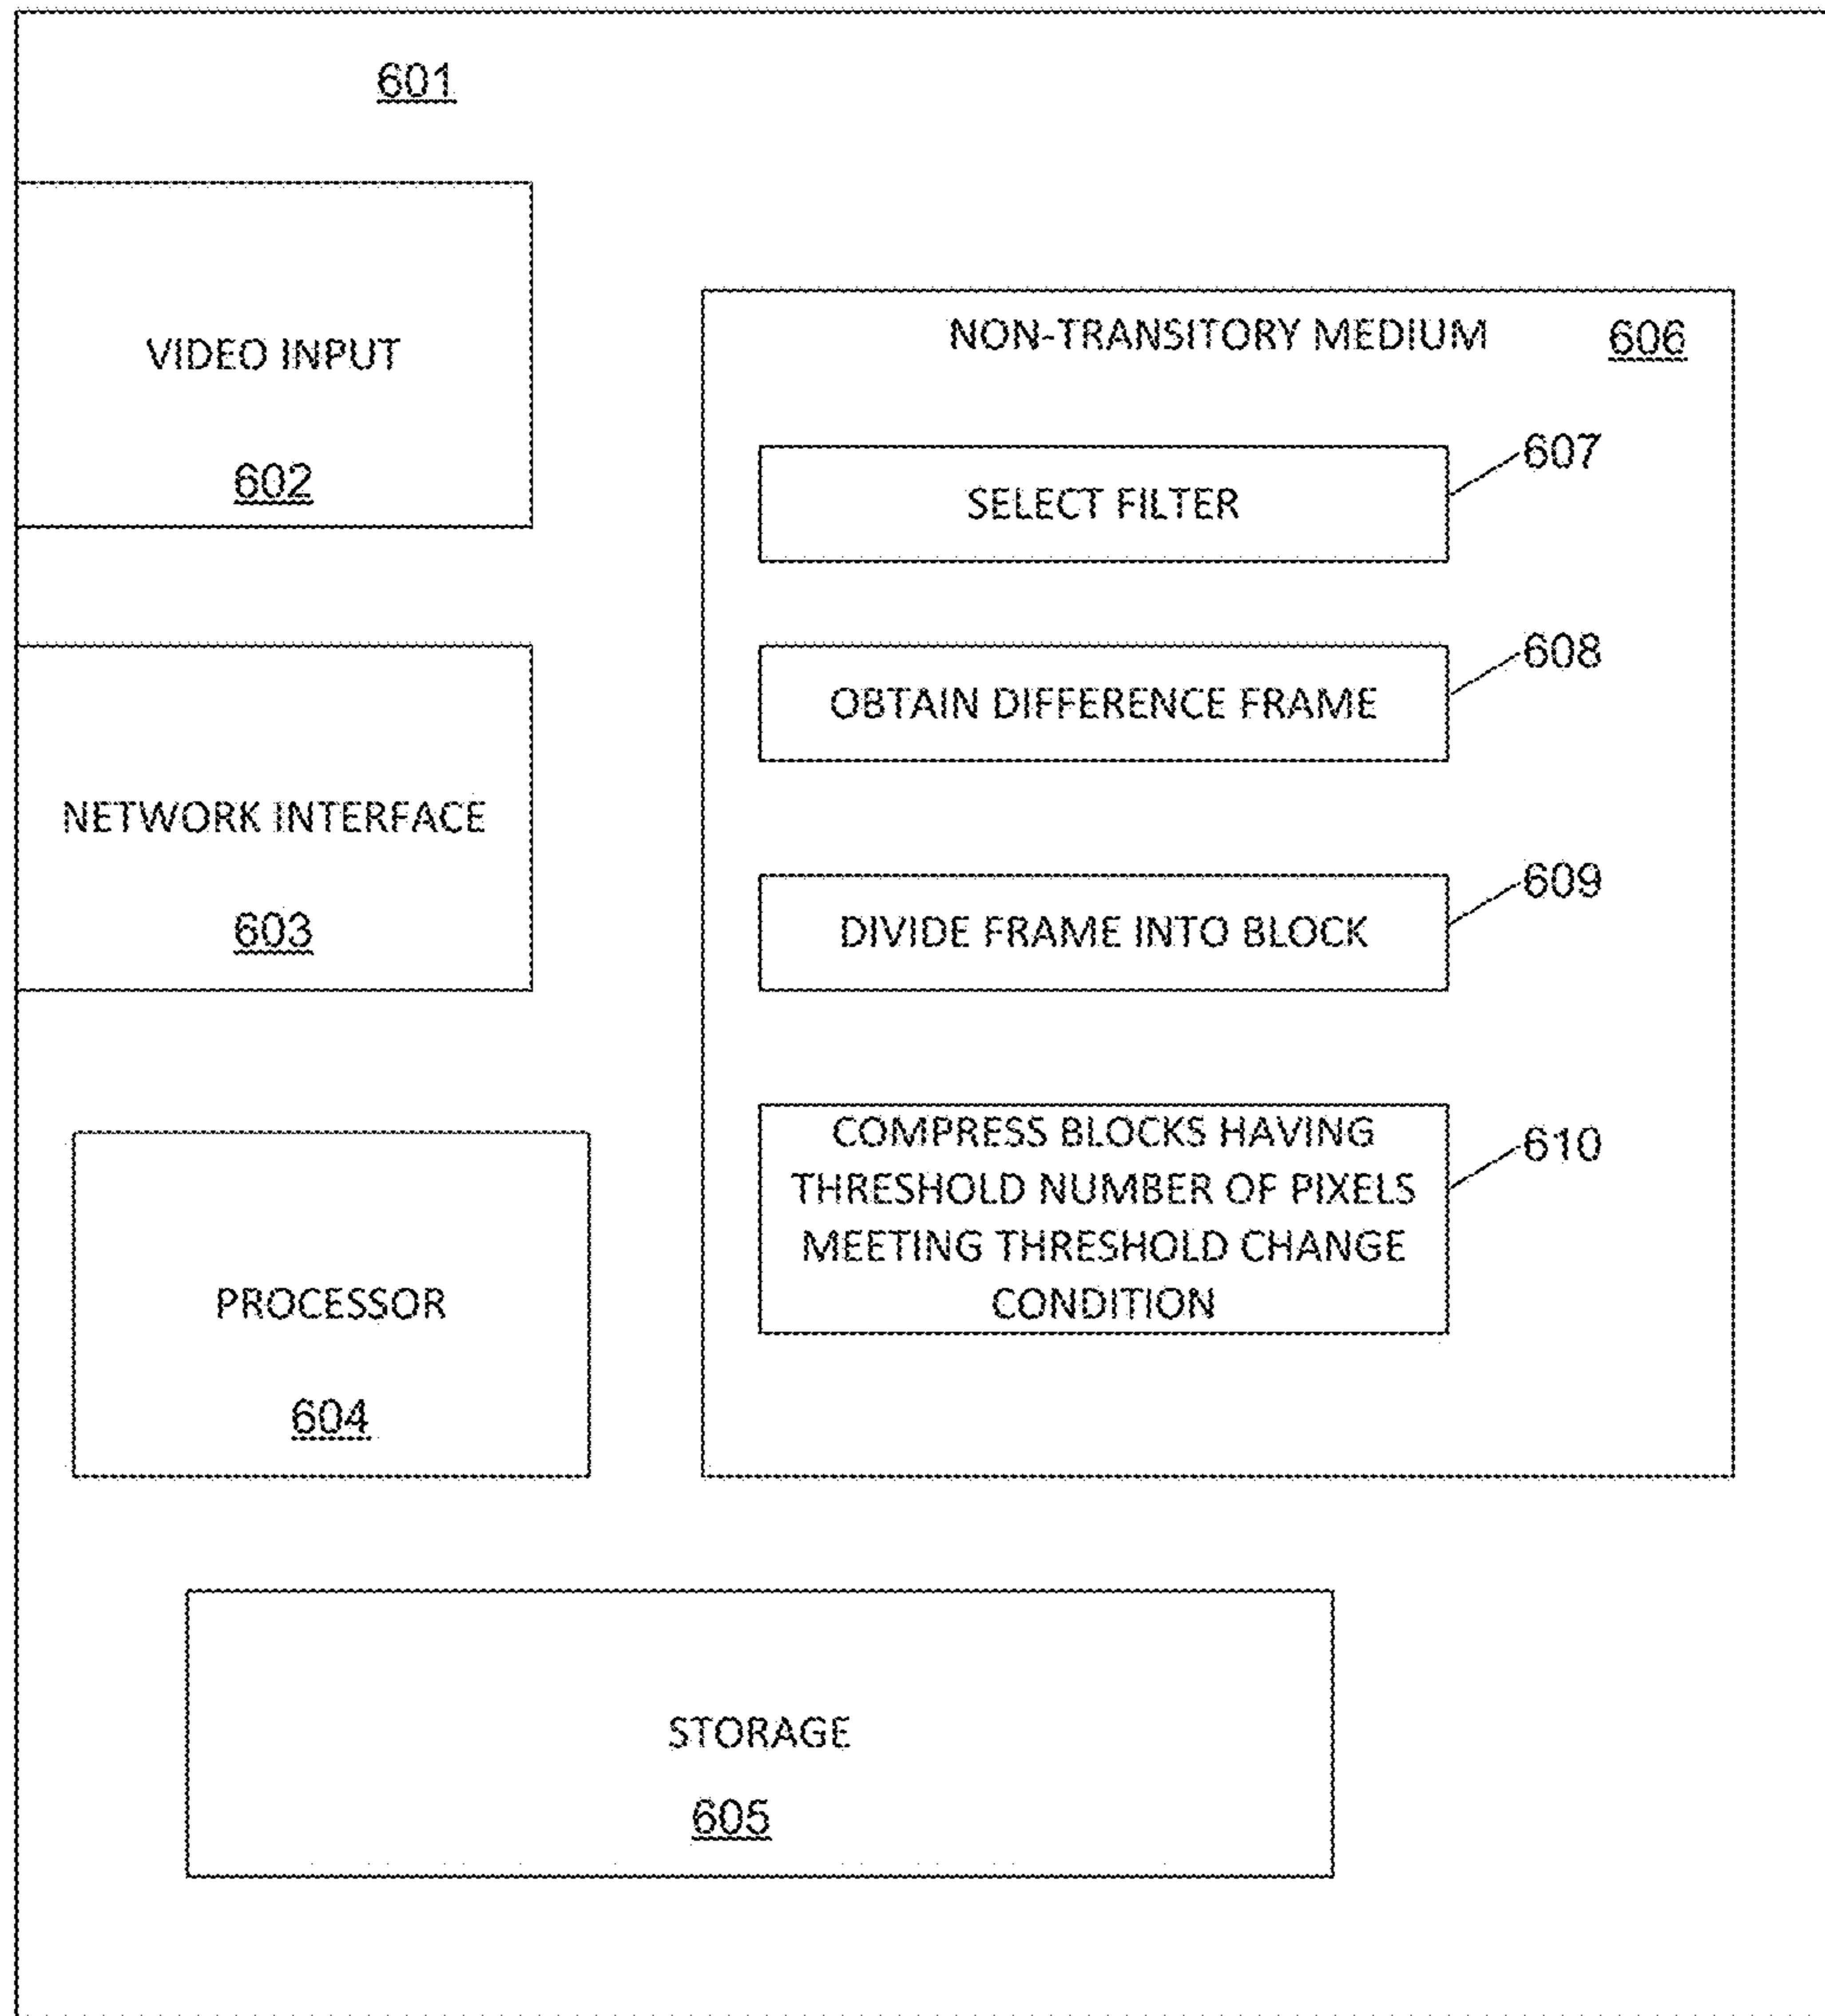 601
VIDEO INPUT
602
NETWORK INTERFACE
603
PROCESSOR
604
STORAGE
605
NON-TRANSITORY MEDIUM
606
SELECT FILTER
607
OBTAIN DIFFERENCE FRAME
608
DIVIDE FRAME INTO BLOCK
609
COMPRESS BLOCKS HAVING
THRESHOLD NUMBER OF PIXELS
MEETING THRESHOLD CHANGE
CONDITION
610